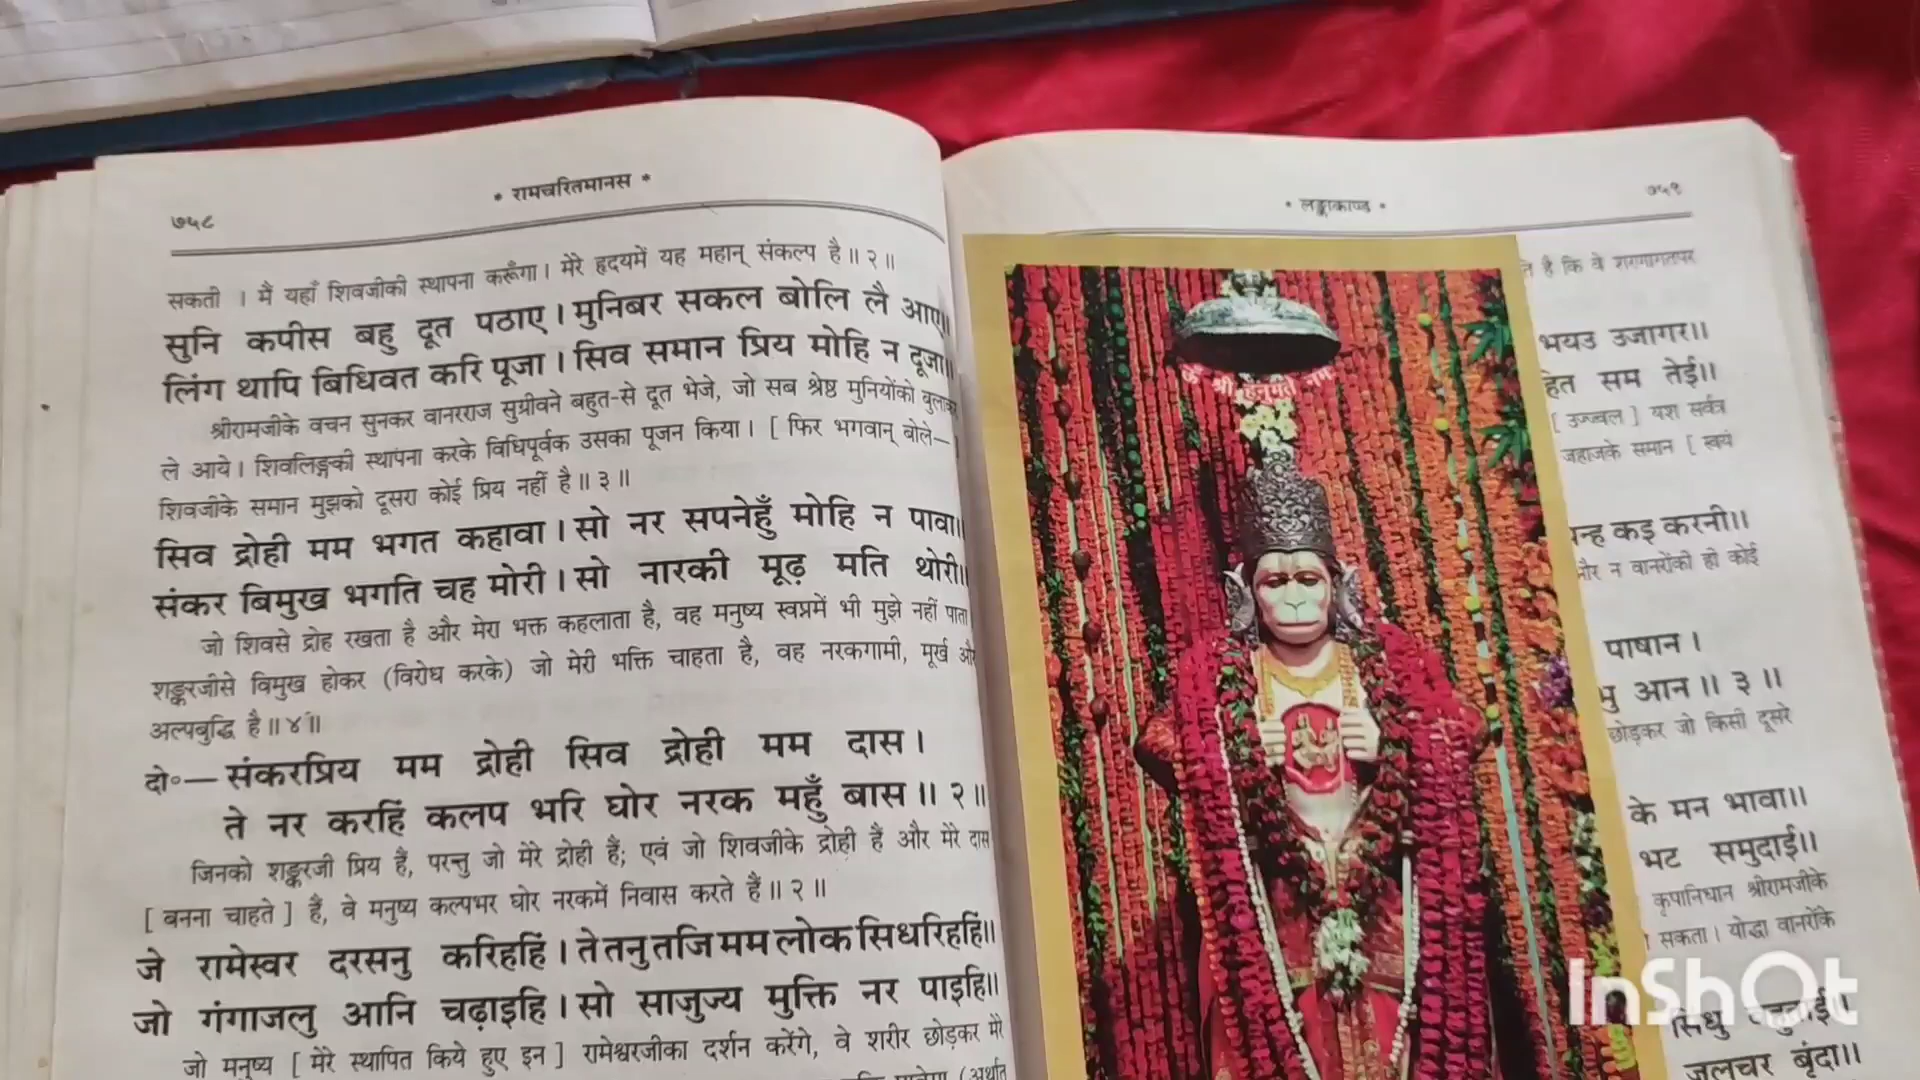 * रामचरितमानस *
७५८
सकती । मैं यहाँ शिवजीकी स्थापना करूँगा। मेरे हृदयमें यह महान् संकल्प है॥ २॥
सुनि कपीस बहु दूत पठाए। मुनिबर सकल बोलि लै आए॥
लिंग थापि बिधिवत करि पूजा। सिव समान प्रिय मोहि न दूजा॥
श्रीरामजीके वचन सुनकर वानरराज सुग्रीवने बहुत-से दूत भेजे, जो सब श्रेष्ठ मुनियोंको बुलाकर
ले आये। शिवलिङ्गकी स्थापना करके विधिपूर्वक उसका पूजन किया। [ फिर भगवान् बोले— ]
शिवजीके समान मुझको दूसरा कोई प्रिय नहीं है॥ ३॥
सिव द्रोही मम भगत कहावा। सो नर सपनेहुँ मोहि न पावा॥
संकर बिमुख भगति चह मोरी। सो नारकी मूढ़ मति थोरी॥
जो शिवसे द्रोह रखता है और मेरा भक्त कहलाता है, वह मनुष्य स्वप्नमें भी मुझे नहीं पाता
शङ्करजीसे विमुख होकर (विरोध करके) जो मेरी भक्ति चाहता है, वह नरकगामी, मूर्ख और
अल्पबुद्धि है॥ ४॥
दो०— संकरप्रिय मम द्रोही सिव द्रोही मम दास।
ते नर करहिं कलप भरि घोर नरक महुँ बास॥ २॥
जिनको शङ्करजी प्रिय हैं, परन्तु जो मेरे द्रोही हैं; एवं जो शिवजीके द्रोही हैं और मेरे दास
[ बनना चाहते ] हैं, वे मनुष्य कल्पभर घोर नरकमें निवास करते हैं॥ २॥
जे रामेस्वर दरसनु करिहहिं। ते तनु तजि मम लोक सिधरिहहिं॥
जो गंगाजलु आनि चढ़ाइहि। सो साजुज्य मुक्ति नर पाइहि॥
जो मनुष्य [ मेरे स्थापित किये हुए इन ] रामेश्वरजीका दर्शन करेंगे, वे शरीर छोड़कर मेरे
(अर्थात्
* लङ्काकाण्ड *
७५९
है कि वे शरणागतपर
भयउ उजागर॥
हित सम तेई॥
[ उज्ज्वल ] यश सर्वत्र
जहाजके समान [ स्वयं
कइ करनी॥
और न वानरोंकी ही कोई
पाषान।
आन॥ ३॥
छोड़कर जो किसी दूसरे
के मन भावा॥
भट समुदाई॥
कृपानिधान श्रीरामजीके
सकता। योद्धा वानरोंके
सिंधु
जलचर बृंदा॥
ॐ श्री हनुमते नमः
InShOt